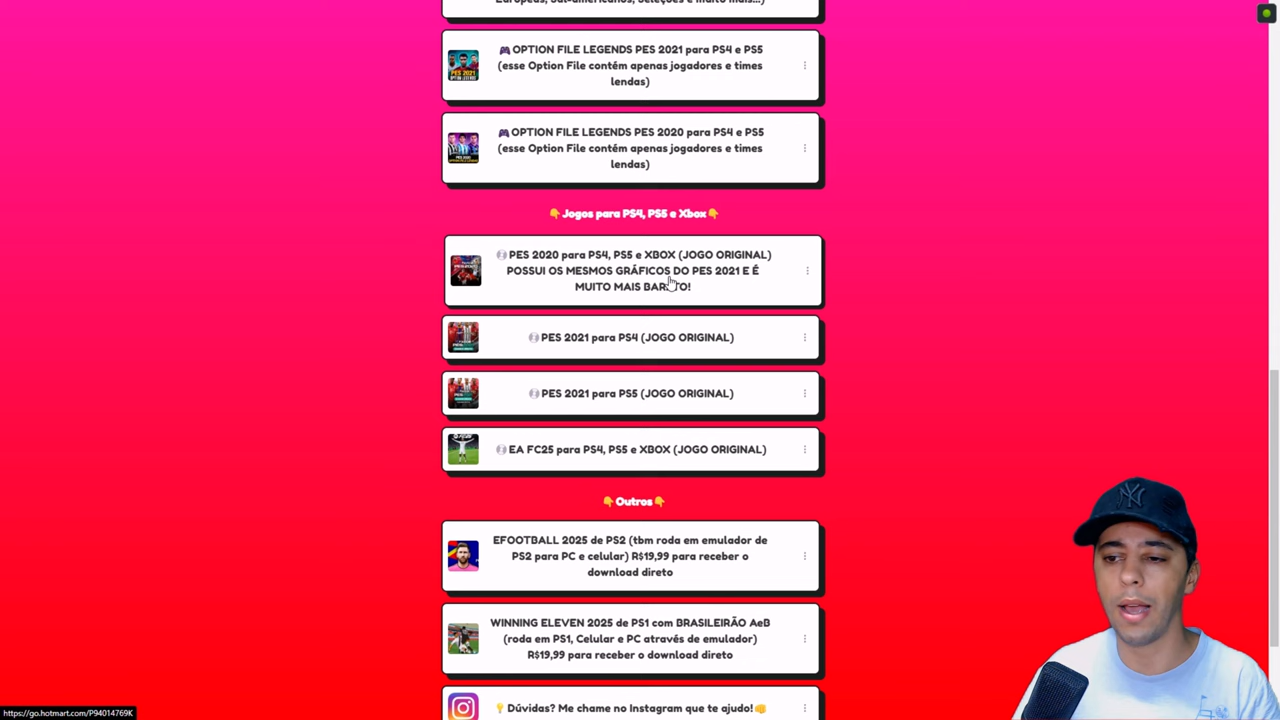 Europeus, Sul-americanos, Seleções e muito mais...)
🎮OPTION FILE LEGENDS PES 2021 para PS4 e PS5
(esse Option File contém apenas jogadores e times
lendas)
🎮OPTION FILE LEGENDS PES 2020 para PS4 e PS5
(esse Option File contém apenas jogadores e times
lendas)
👇Jogos para PS4, PS5 e Xbox👇
PES 2020 para PS4, PS5 e XBOX (JOGO ORIGINAL)
POSSUI OS MESMOS GRÁFICOS DO PES 2021 E É
MUITO MAIS BARATO!
PES 2021 para PS4 (JOGO ORIGINAL)
PES 2021 para PS5 (JOGO ORIGINAL)
EA FC25 para PS4, PS5 e XBOX (JOGO ORIGINAL)
👇Outros👇
EFOOTBALL 2025 de PS2 (tbm roda em emulador de
PS2 para PC e celular) R$19,99 para receber o
download direto
WINNING ELEVEN 2025 de PS1 com BRASILEIRÃO AeB
(roda em PS1, Celular e PC através de emulador)
R$19,99 para receber o download direto
💡Dúvidas? Me chame no Instagram que te ajudo!👊
https://go.hotmart.com/P94014769K